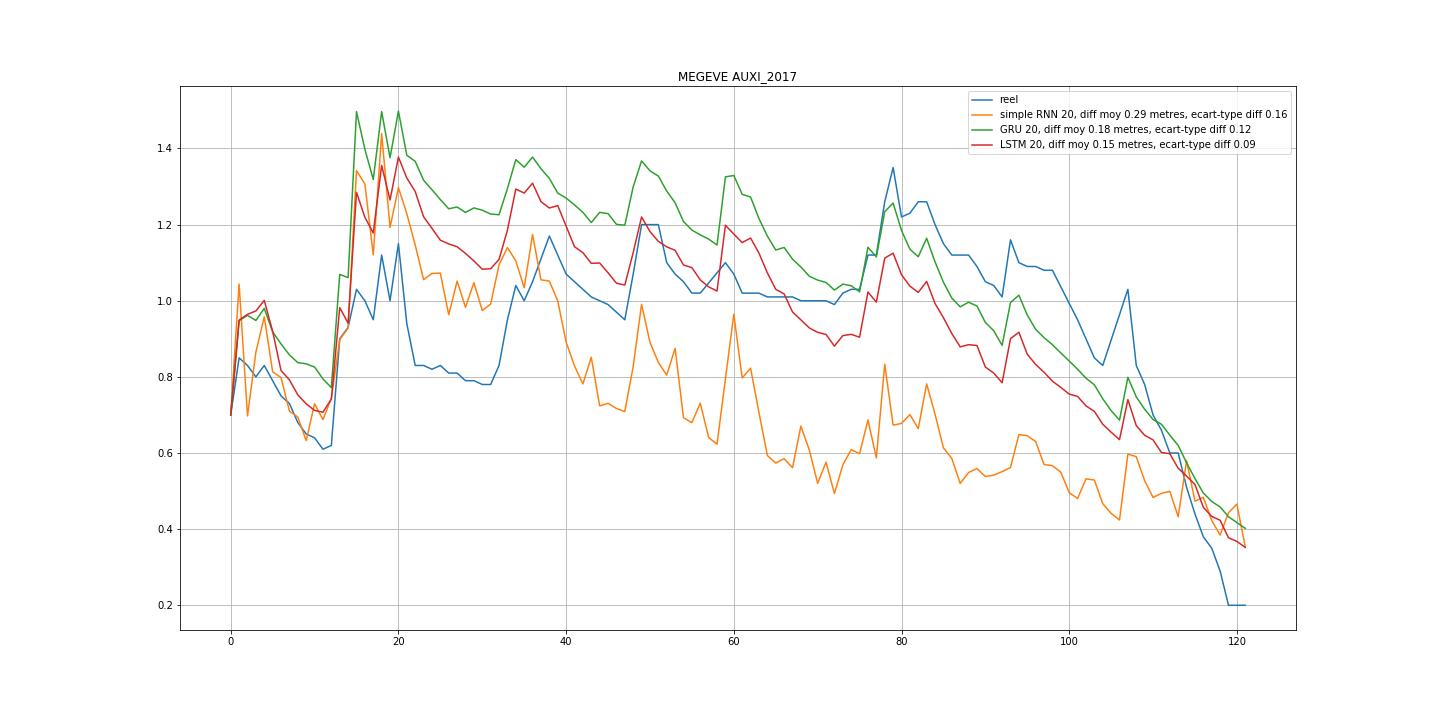 MEGEVE AUXI_2017
reel
simple RNN 20, diff moy 0.29 metres, ecart-type diff 0.16
GRU 20, diff moy 0.18 metres, ecart-type diff 0.12
LSTM 20, diff moy 0.15 metres, ecart-type diff 0.09
1.4
1.2
1.0
0.8
0.6
0.4
0.2
0 20 40 60 80 100 120